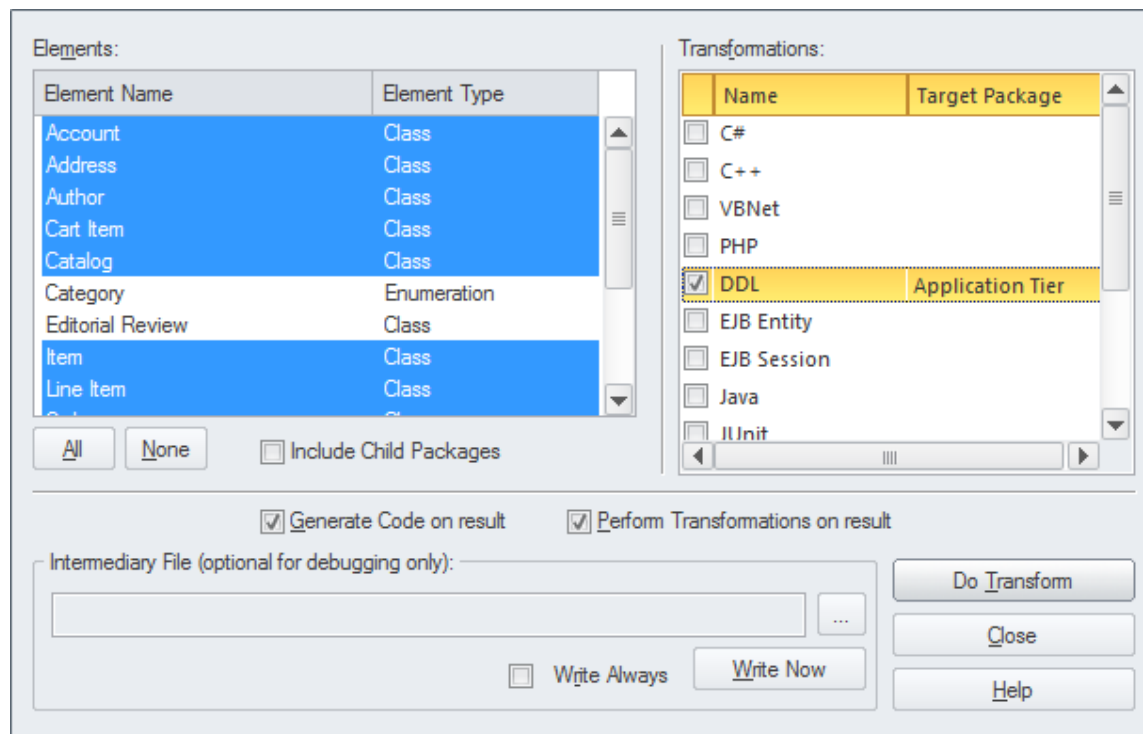 Elements:
Element Name Element Type
Account Class
Address Class
Author Class
Cart Item Class
Catalog Class
Category Enumeration
Editorial Review Class
Item Class
Line Item Class
All None Include Child Packages
Transformations:
Name Target Package
C#
C++
VBNet
PHP
DDL Application Tier
EJB Entity
EJB Session
Java
JUnit
Generate Code on result Perform Transformations on result
Intermediary File (optional for debugging only):
...
Write Always Write Now
Do Transform
Close
Help